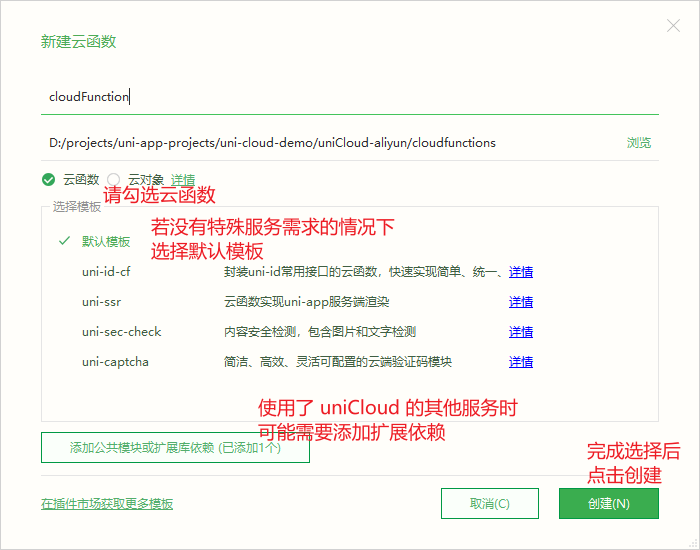 新建云函数
cloudFunction
D:/projects/uni-app-projects/uni-cloud-demo/uniCloud-aliyun/cloudfunctions 浏览
云函数 云对象 详情
请勾选云函数
选择模板
若没有特殊服务需求的情况下
选择默认模板
默认模板
uni-id-cf 封装uni-id常用接口的云函数，快速实现简单、统一、 详情
uni-ssr 云函数实现uni-app服务端渲染 详情
uni-sec-check 内容安全检测，包含图片和文字检测 详情
uni-captcha 简洁、高效、灵活可配置的云端验证码模块 详情
使用了 uniCloud 的其他服务时
可能需要添加扩展依赖
添加公共模块或扩展库依赖 (已添加1个)
完成选择后
点击创建
在插件市场获取更多模板 取消(C) 创建(N)